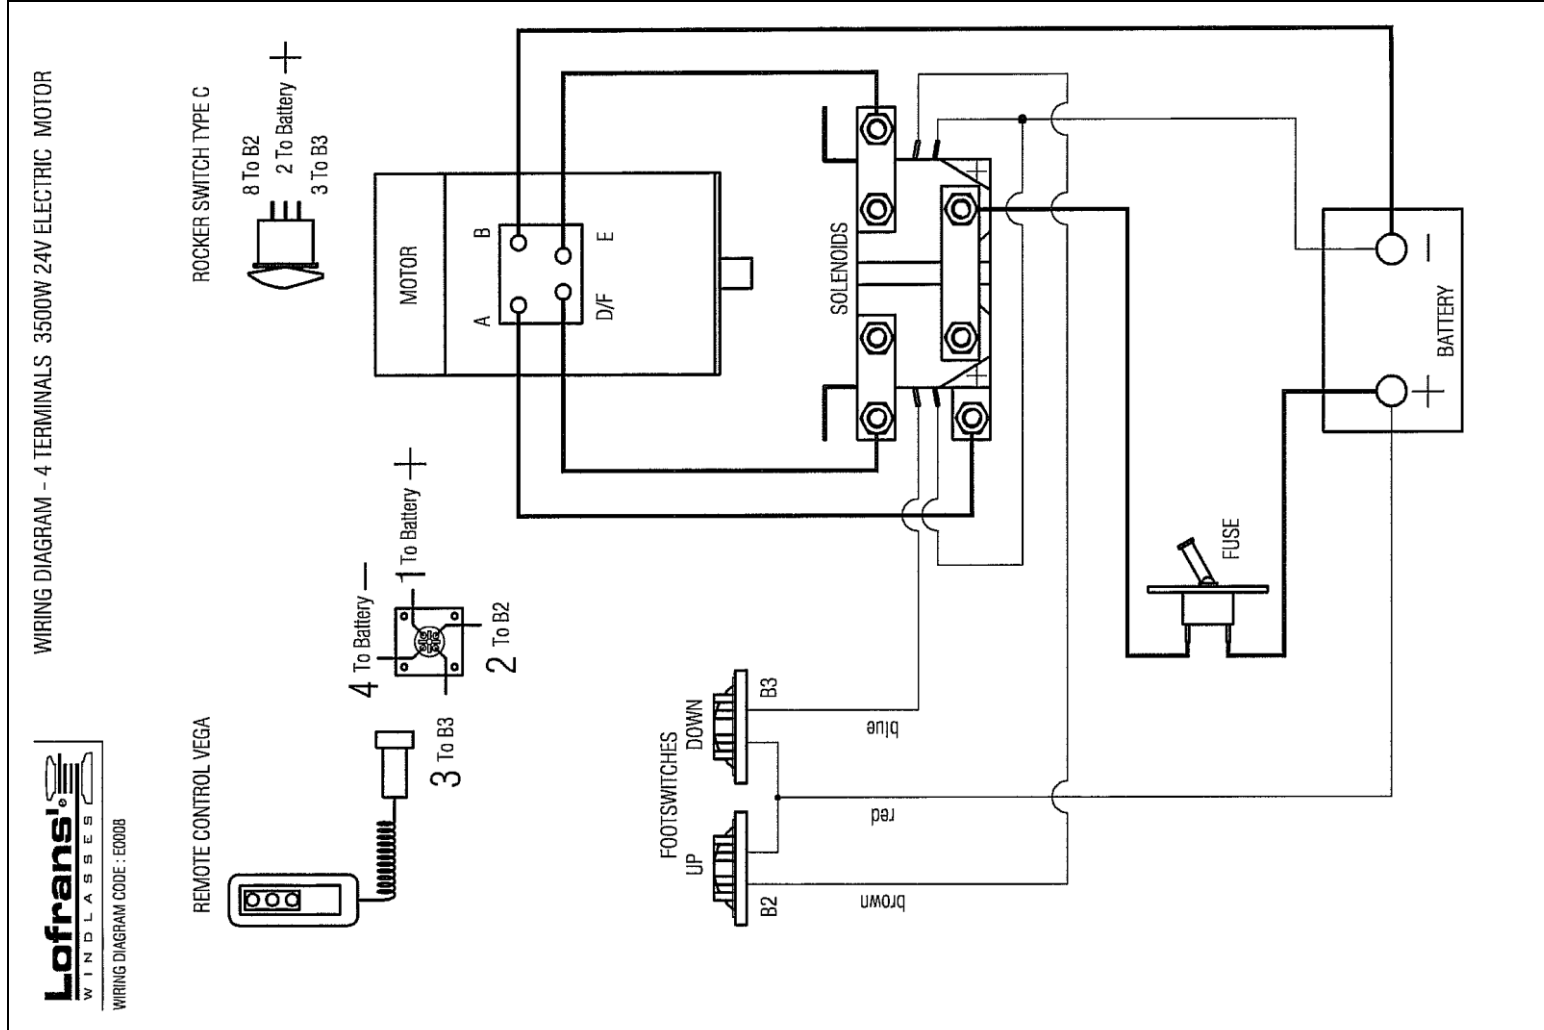 WIRING DIAGRAM - 4 TERMINALS 3500W 24V ELECTRIC MOTOR
Lofrans'®
WINDLASSES
WIRING DIAGRAM CODE : E0008
REMOTE CONTROL VEGA
4 To Battery −
1 To Battery +
3 To B3
2 To B2
ROCKER SWITCH TYPE C
8 To B2
2 To Battery +
3 To B3
MOTOR
A
B
D/F
E
SOLENOIDS
+
+
FOOTSWITCHES
UP
DOWN
B2
B3
brown
red
blue
FUSE
BATTERY
+
−